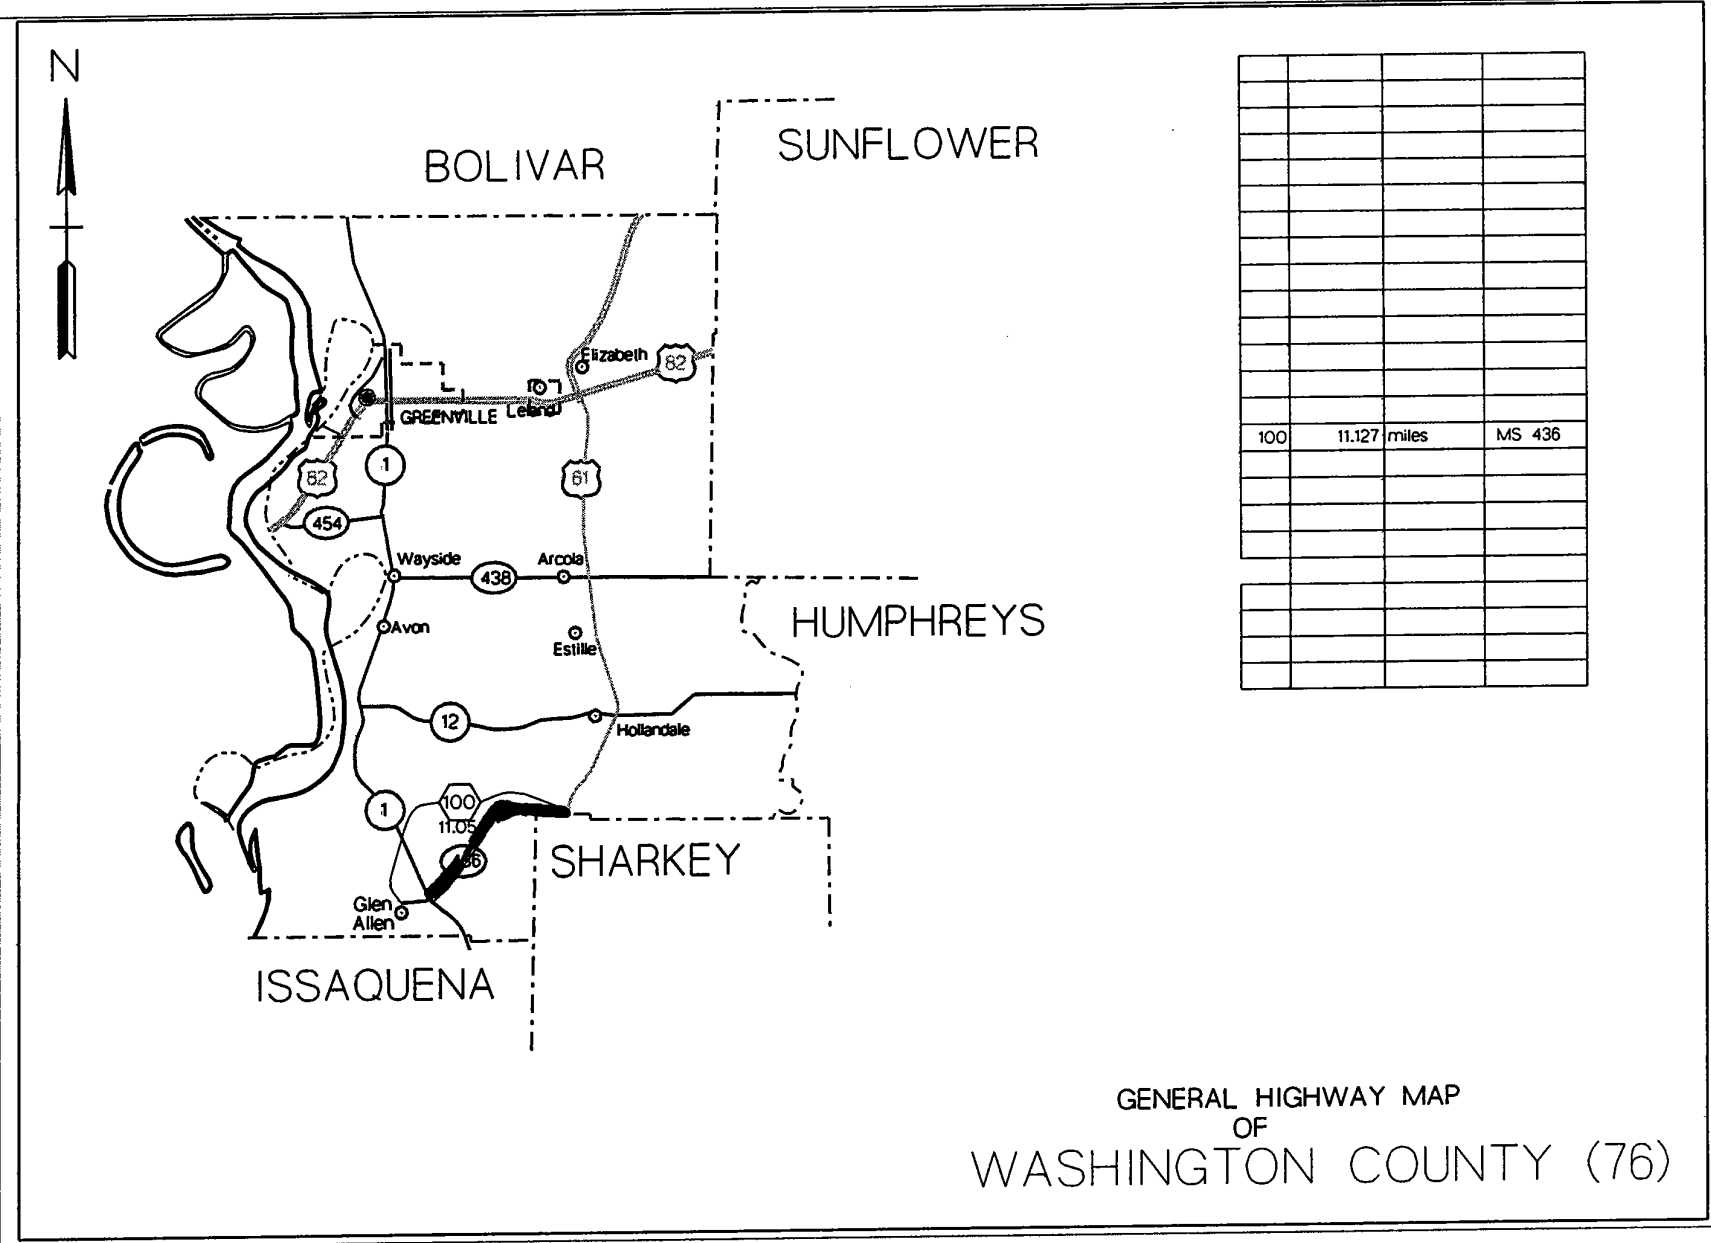 N
BOLIVAR
SUNFLOWER
Elizabeth
82
GREENVILLE
Leland
100 11.127 miles MS 436
82
1
61
454
Wayside
438
Arcola
HUMPHREYS
Avon
Estille
12
Hollandale
100
1
11.05
436
SHARKEY
Glen
Allen
ISSAQUENA
GENERAL HIGHWAY MAP
OF
WASHINGTON COUNTY (76)